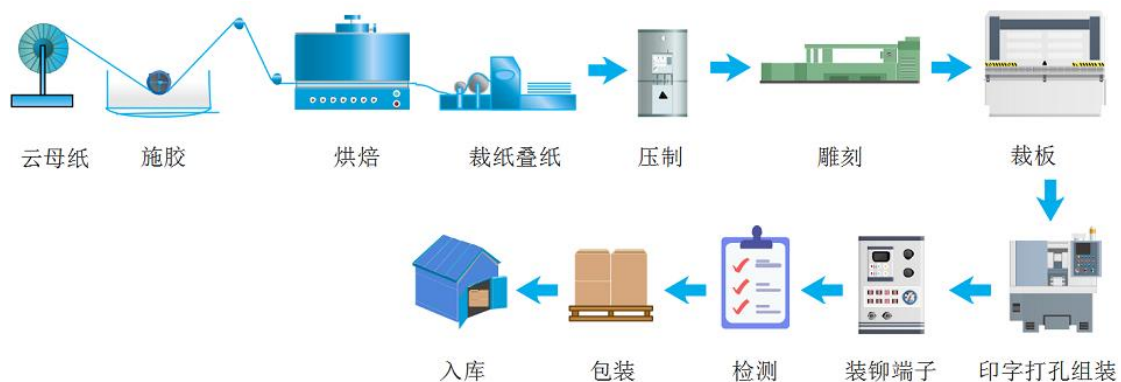 云母纸
施胶
烘焙
裁纸叠纸
压制
雕刻
裁板
印字打孔组装
装铆端子
检测
包装
入库